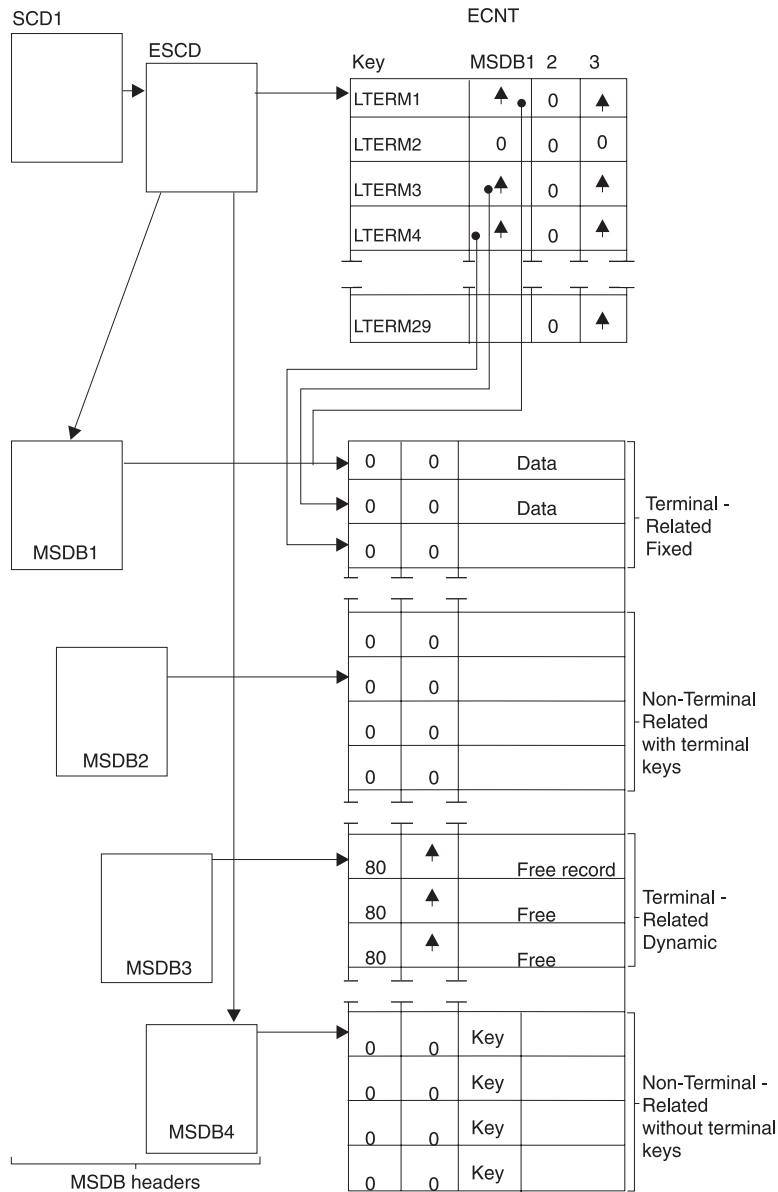 SCD1
ESCD
ECNT
Key MSDB1 2 3
LTERM1 0
LTERM2 0 0 0
LTERM3 0
LTERM4 0
LTERM29 0
MSDB1
0 0 Data
0 0 Data
0 0
Terminal -
Related
Fixed
MSDB2
0 0
0 0
0 0
0 0
Non-Terminal
Related
with terminal
keys
MSDB3
80 Free record
80 Free
80 Free
Terminal -
Related
Dynamic
MSDB4
0 0 Key
0 0 Key
0 0 Key
0 0 Key
Non-Terminal -
Related
without terminal
keys
MSDB headers